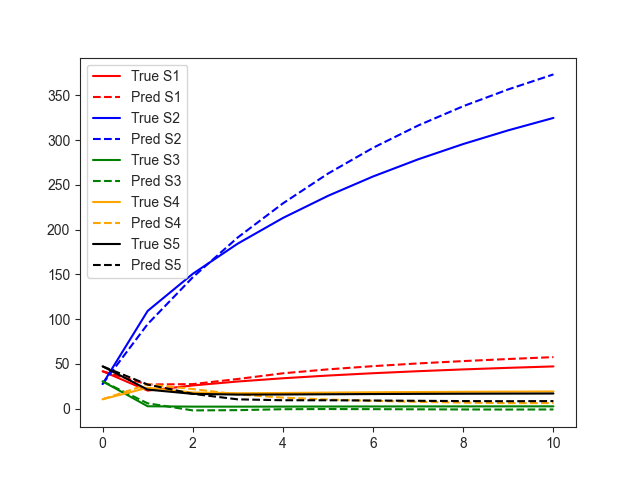 True S1
Pred S1
True S2
Pred S2
True S3
Pred S3
True S4
Pred S4
True S5
Pred S5
350
300
250
200
150
100
50
0
0 2 4 6 8 10